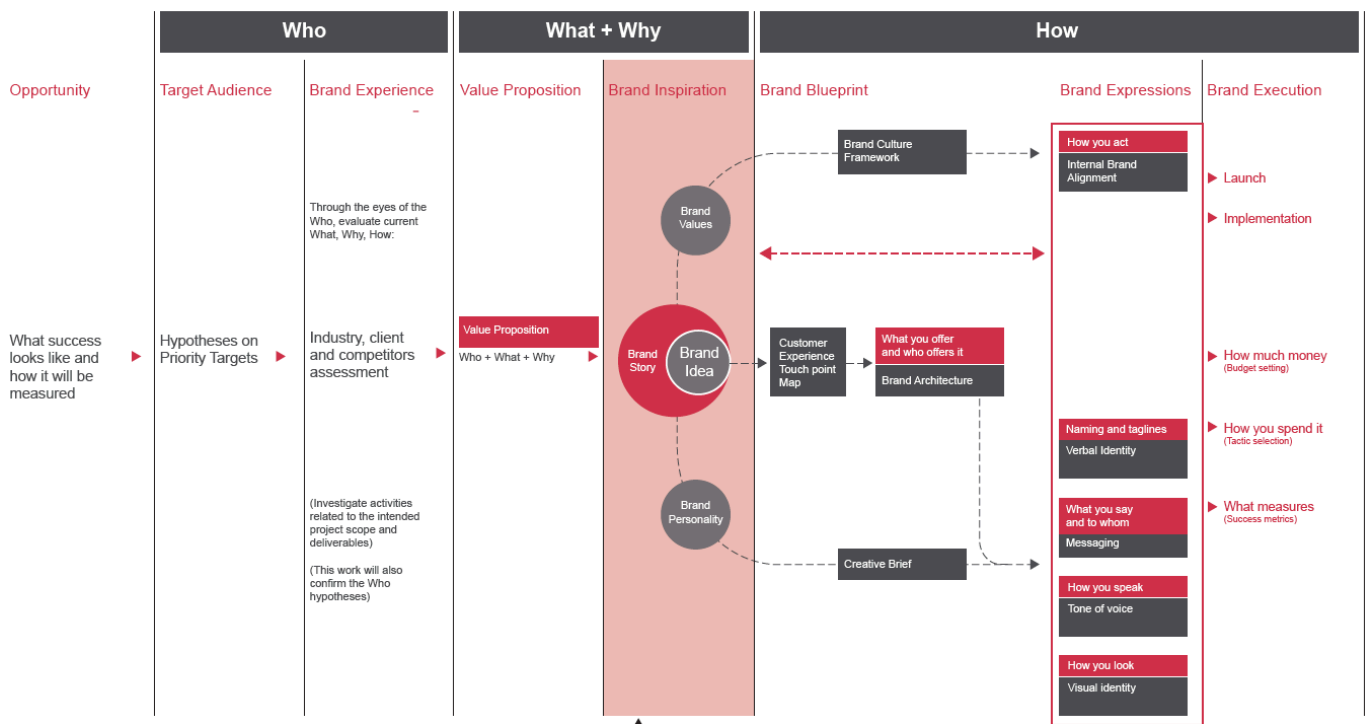 Who
What + Why
How
Opportunity
Target Audience
Brand Experience
Value Proposition
Brand Inspiration
Brand Blueprint
Brand Expressions
Brand Execution
What success
looks like and
how it will be
measured
Hypotheses on
Priority Targets
Through the eyes of the
Who, evaluate current
What, Why, How:
Industry, client
and competitors
assessment
(Investigate activities
related to the intended
project scope and
deliverables)
(This work will also
confirm the Who
hypotheses)
Value Proposition
Who + What + Why
Brand
Values
Brand
Story
Brand
Idea
Brand
Personality
Brand Culture
Framework
Customer
Experience
Touch point
Map
What you offer
and who offers it
Brand Architecture
Creative Brief
How you act
Internal Brand
Alignment
Naming and taglines
Verbal Identity
What you say
and to whom
Messaging
How you speak
Tone of voice
How you look
Visual identity
Launch
Implementation
How much money
(Budget setting)
How you spend it
(Tactic selection)
What measures
(Success metrics)